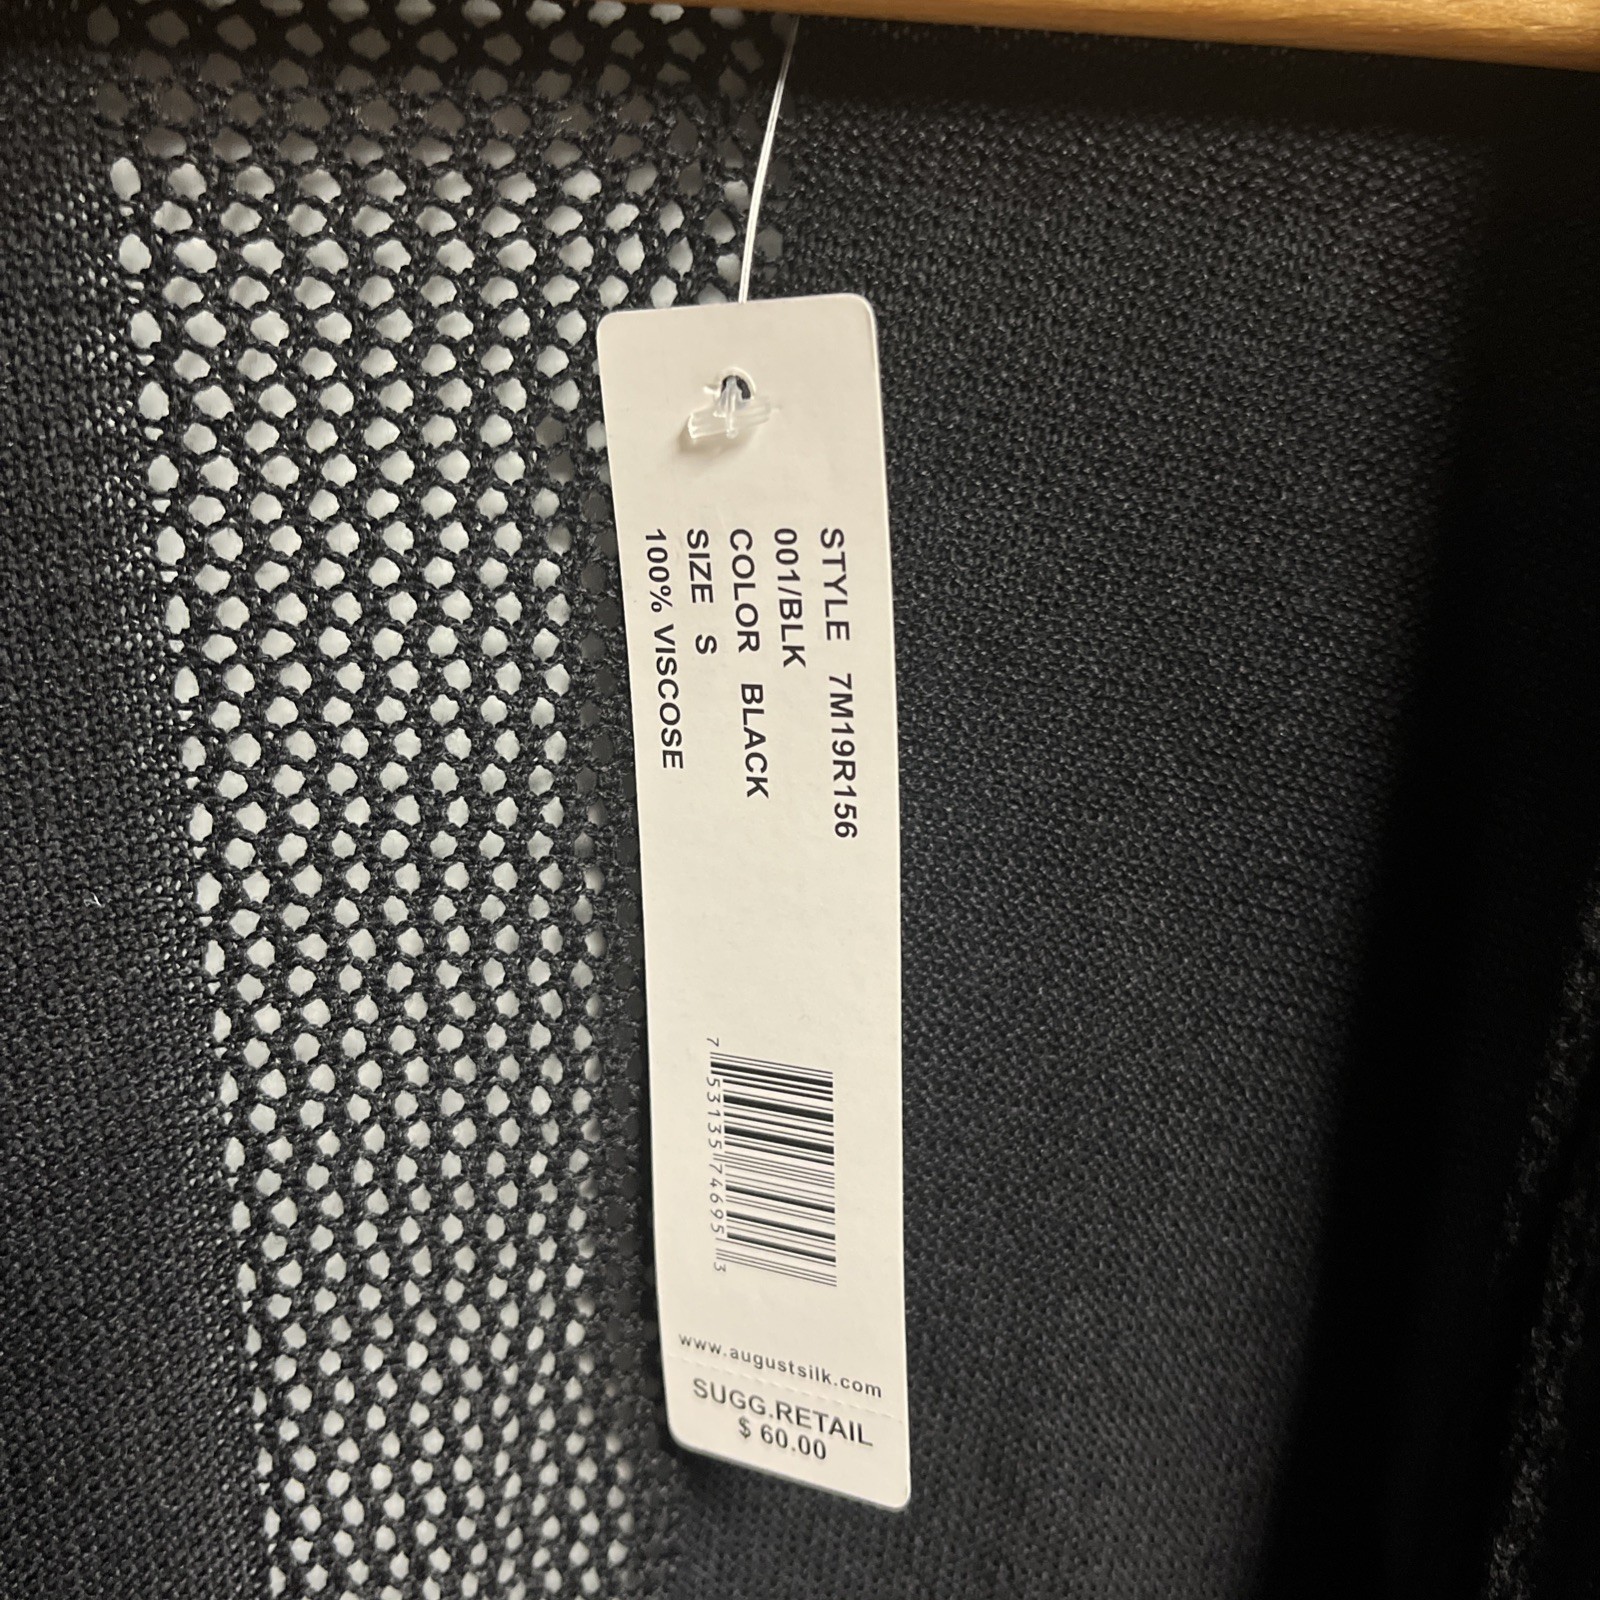 STYLE 7M19R156
001/BLK
COLOR BLACK
SIZE S
100% VISCOSE
7 53135 74695 3
www.augustsilk.com
SUGG.RETAIL
$ 60.00